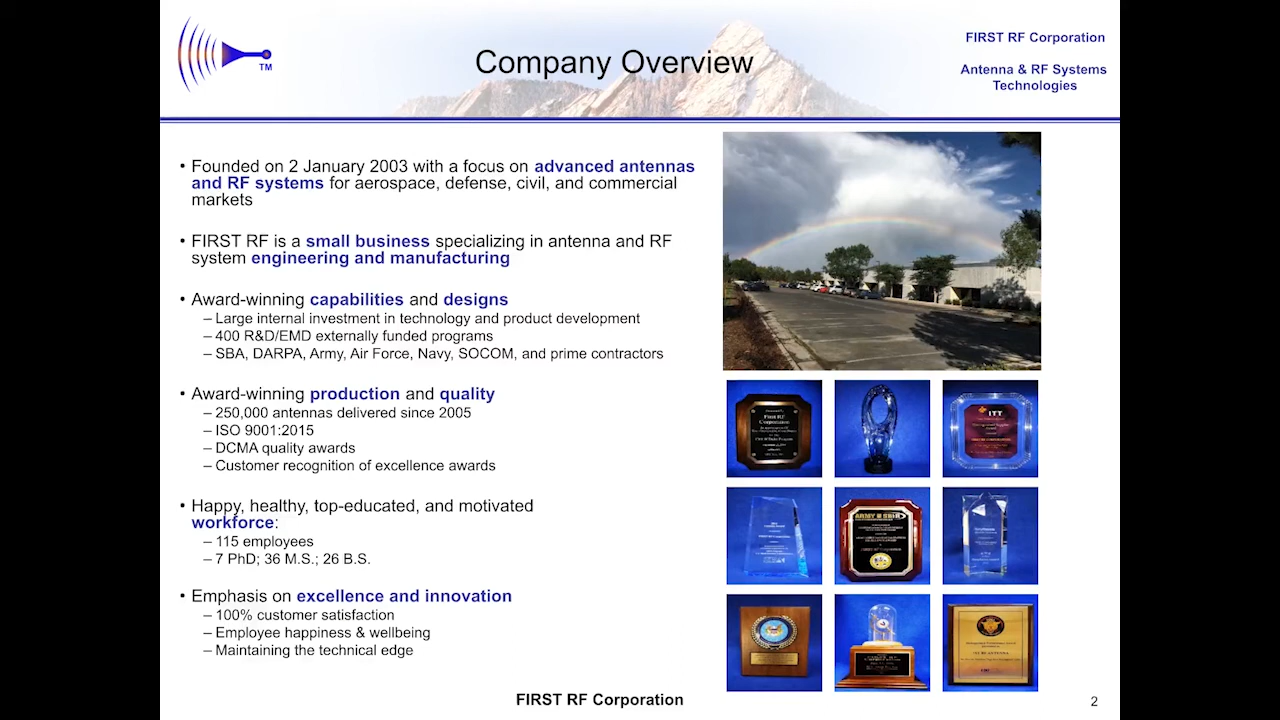 TM
Company Overview
FIRST RF Corporation
Antenna & RF Systems
Technologies
• Founded on 2 January 2003 with a focus on advanced antennas
and RF systems for aerospace, defense, civil, and commercial
markets
• FIRST RF is a small business specializing in antenna and RF
system engineering and manufacturing
• Award-winning capabilities and designs
– Large internal investment in technology and product development
– 400 R&D/EMD externally funded programs
– SBA, DARPA, Army, Air Force, Navy, SOCOM, and prime contractors
• Award-winning production and quality
– 250,000 antennas delivered since 2005
– ISO 9001:2015
– DCMA quality awards
– Customer recognition of excellence awards
• Happy, healthy, top-educated, and motivated
workforce:
– 115 employees
– 7 PhD; 36 M.S.; 26 B.S.
• Emphasis on excellence and innovation
– 100% customer satisfaction
– Employee happiness & wellbeing
– Maintaining the technical edge
First RF
Corporation
ITT
FIRST RF Corporation
2